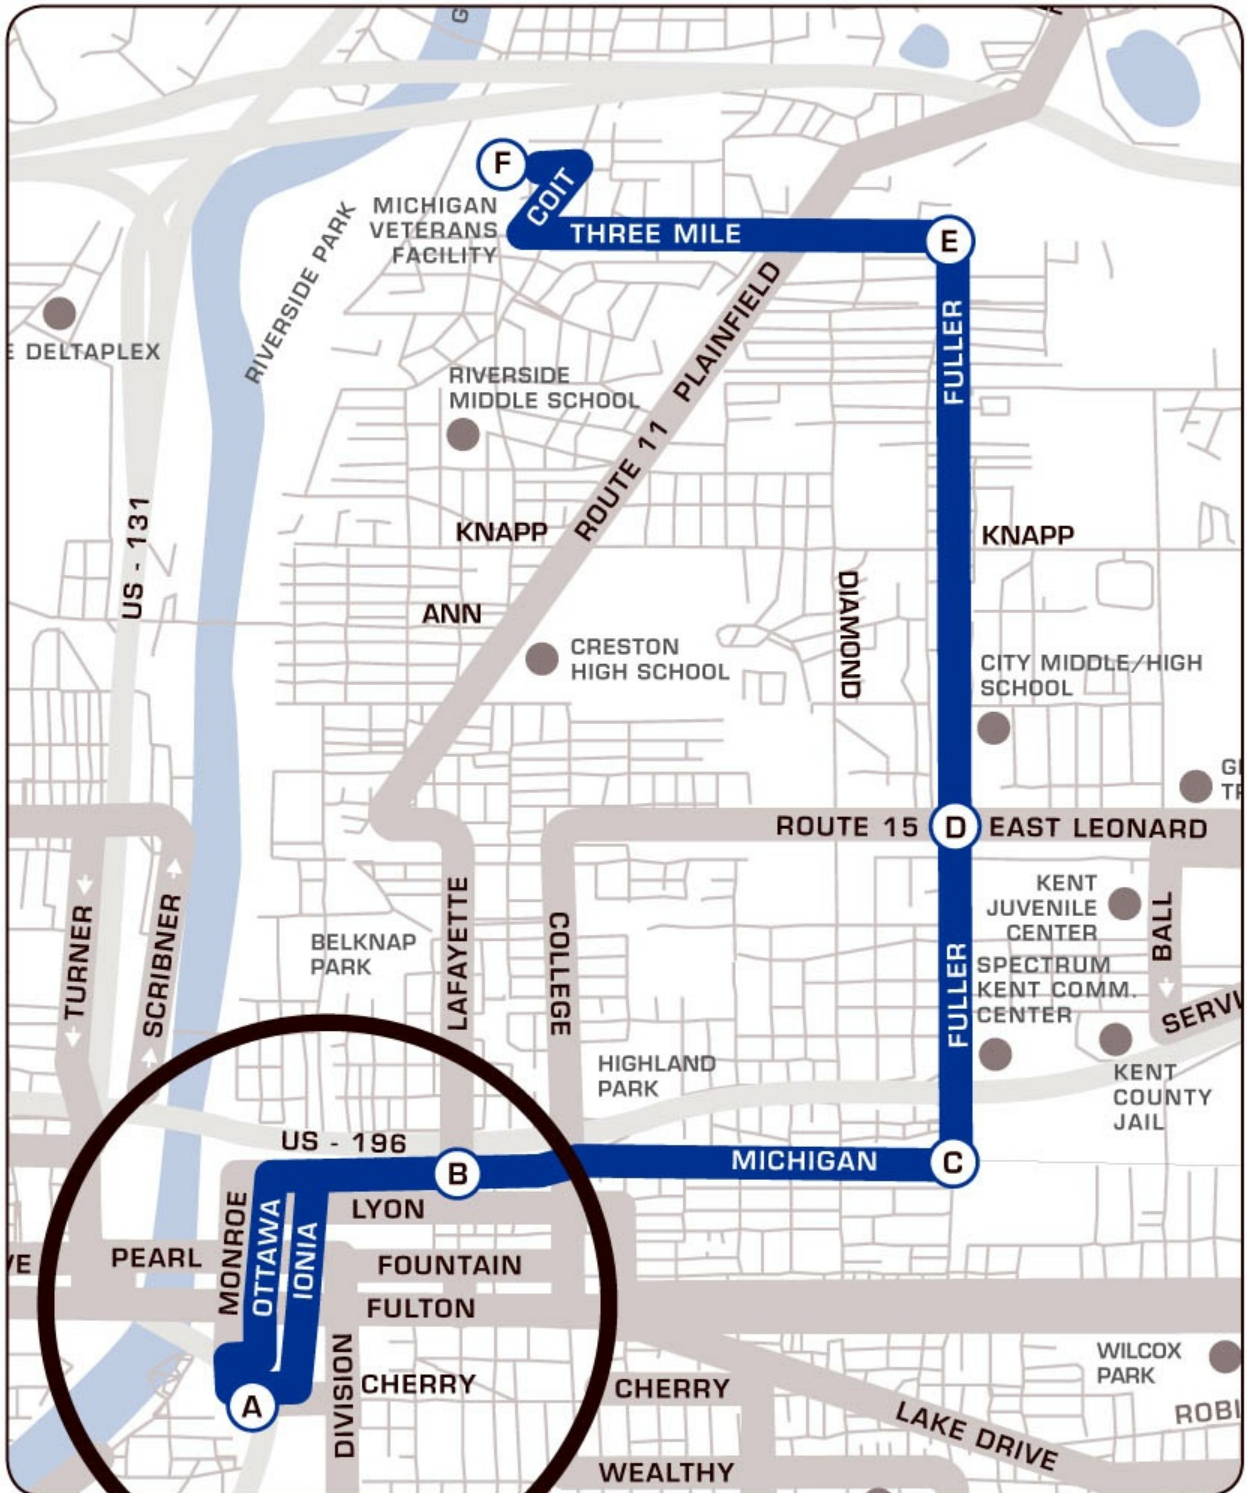 G
F
COIT
MICHIGAN
VETERANS
FACILITY
THREE MILE
E
RIVERSIDE PARK
E DELTAPLEX
FULLER
PLAINFIELD
ROUTE 11
RIVERSIDE
MIDDLE SCHOOL
US - 131
KNAPP
KNAPP
ANN
DIAMOND
CRESTON
HIGH SCHOOL
CITY MIDDLE/HIGH
SCHOOL
ROUTE 15
D
EAST LEONARD
TURNER
SCRIBNER
LAFAYETTE
COLLEGE
BELKNAP
PARK
FULLER
KENT
JUVENILE
CENTER
BALL
SPECTRUM
KENT COMM.
CENTER
SERVI
HIGHLAND
PARK
KENT
COUNTY
JAIL
US - 196
B
MICHIGAN
C
MONROE
OTTAWA
IONIA
LYON
PEARL
FOUNTAIN
FULTON
VE
DIVISION
CHERRY
CHERRY
WILCOX
PARK
A
LAKE DRIVE
ROBI
WEALTHY